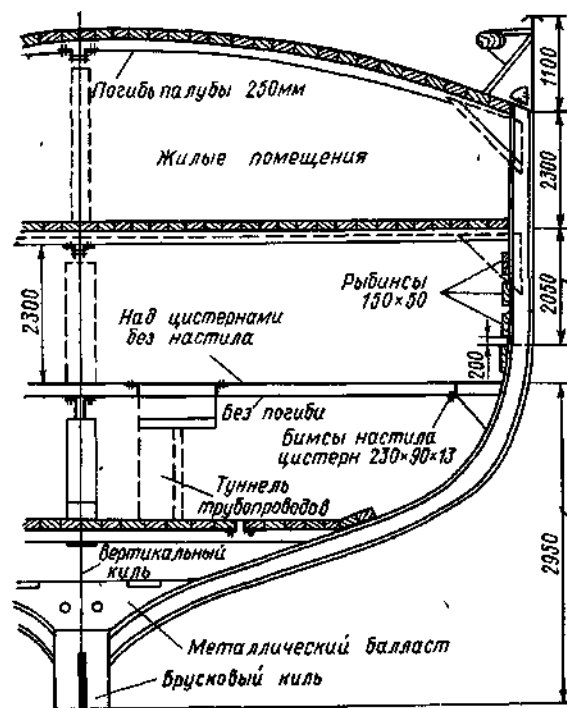 1100
Погибь палубы 250мм
Жилые помещения
2300
Рыбинсы
150×50
2050
2300
Над цистернами
без настила
200
Без погиби
Бимсы настила
цистерн 230×90×13
Туннель
трубопроводов
2950
Вертикальный
киль
Металлический балласт
Брусковый киль